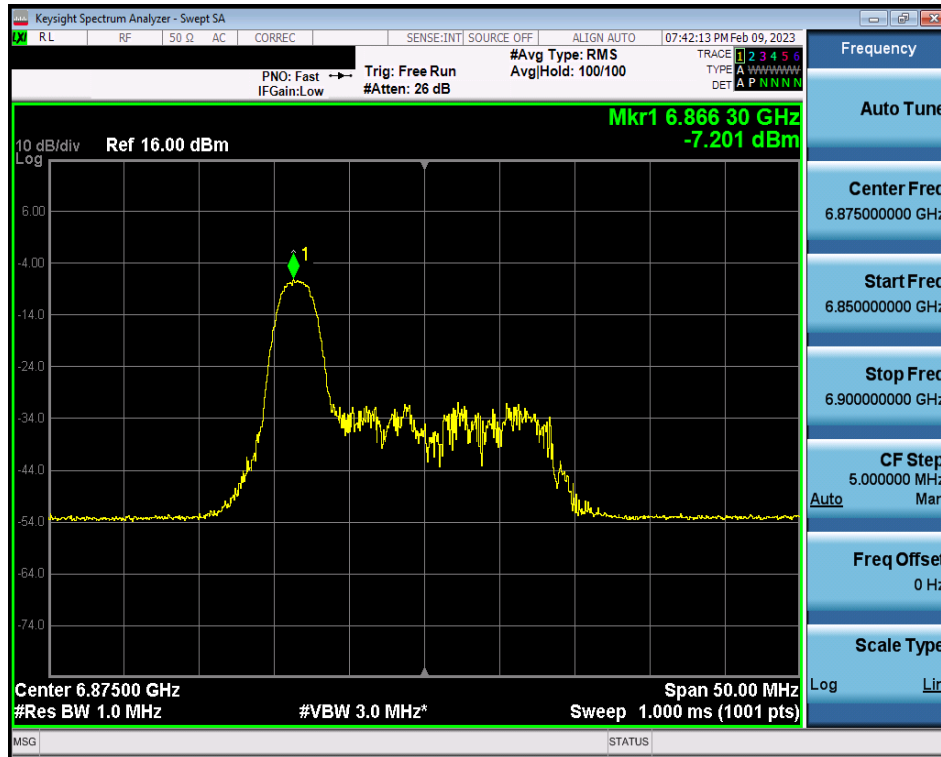 Keysight Spectrum Analyzer - Swept SA
LXI RL RF 50 Ω AC CORREC SENSE:INT SOURCE OFF ALIGN AUTO 07:42:13 PM Feb 09, 2023
PNO: Fast
IFGain:Low
Trig: Free Run
#Atten: 26 dB
#Avg Type: RMS
Avg|Hold: 100/100
TRACE 1 2 3 4 5 6
TYPE A WWWWW
DET A P N N N N
Mkr1 6.866 30 GHz
-7.201 dBm
10 dB/div Ref 16.00 dBm
Log
6.00
-4.00
-14.0
-24.0
-34.0
-44.0
-54.0
-64.0
-74.0
1
Center 6.87500 GHz Span 50.00 MHz
#Res BW 1.0 MHz #VBW 3.0 MHz* Sweep 1.000 ms (1001 pts)
MSG STATUS
Frequency
Auto Tune
Center Freq
6.875000000 GHz
Start Freq
6.850000000 GHz
Stop Freq
6.900000000 GHz
CF Step
5.000000 MHz
Auto Man
Freq Offset
0 Hz
Scale Type
Log Lin